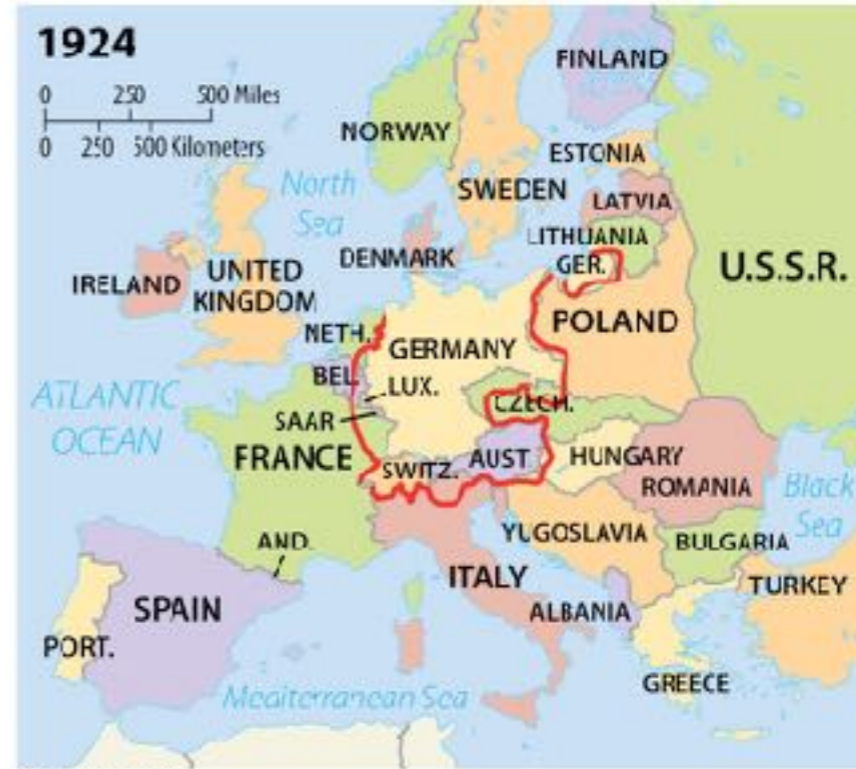 1924
0 250 500 Miles
0 250 500 Kilometers
FINLAND
NORWAY
ESTONIA
SWEDEN
LATVIA
North
Sea
LITHUANIA
DENMARK
GER.
IRELAND
UNITED
KINGDOM
U.S.S.R.
POLAND
NETH.
GERMANY
BEL.
LUX.
CZECH.
ATLANTIC
OCEAN
SAAR
FRANCE
SWITZ.
AUST
HUNGARY
ROMANIA
Black
Sea
AND.
YUGOSLAVIA
BULGARIA
ITALY
TURKEY
SPAIN
ALBANIA
PORT.
GREECE
Mediterranean Sea